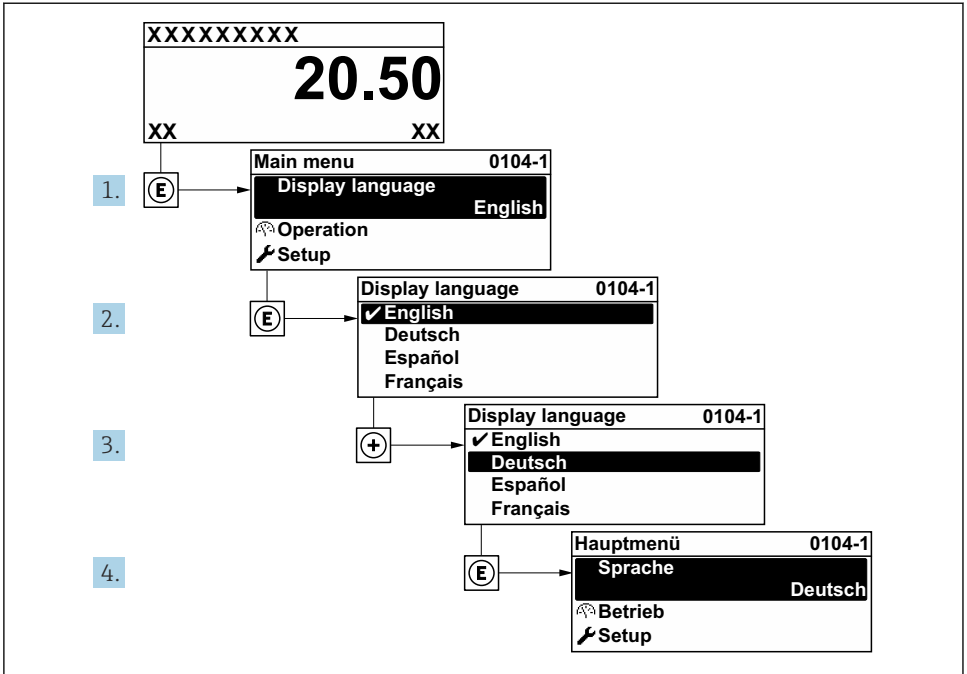 XXXXXXXXX
20.50
XX XX
1. E
Main menu 0104-1
Display language
English
Operation
Setup
2. E
Display language 0104-1
✔English
Deutsch
Español
Français
3. +
Display language 0104-1
✔English
Deutsch
Español
Français
4. E
Hauptmenü 0104-1
Sprache
Deutsch
Betrieb
Setup